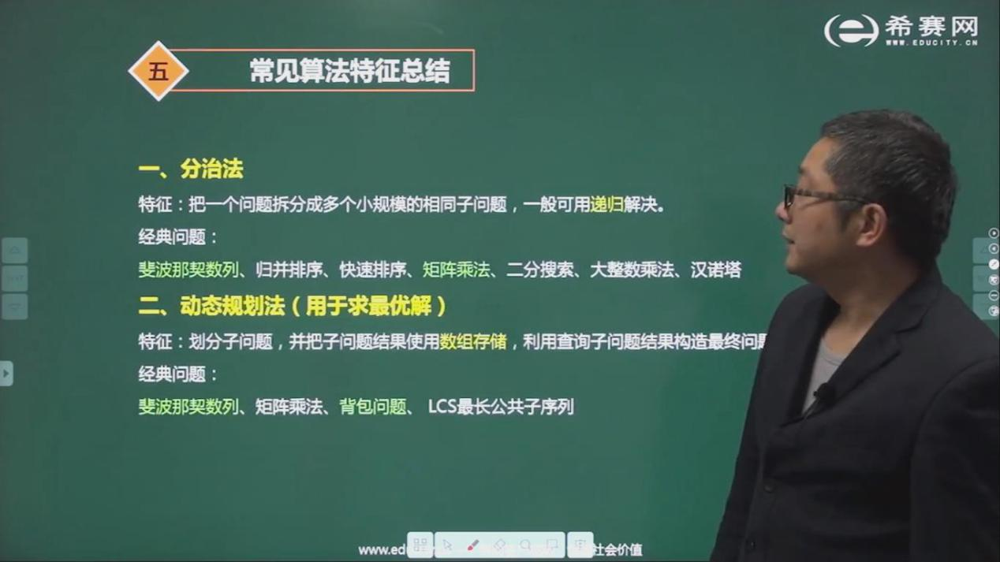 希赛网
WWW.EDUCITY.CN
五
常见算法特征总结
一、分治法
特征：把一个问题拆分成多个小规模的相同子问题，一般可用递归解决。
经典问题：
斐波那契数列、归并排序、快速排序、矩阵乘法、二分搜索、大整数乘法、汉诺塔
二、动态规划法（用于求最优解）
特征：划分子问题，并把子问题结果使用数组存储，利用查询子问题结果构造最终问
经典问题：
斐波那契数列、矩阵乘法、背包问题、 LCS最长公共子序列
www.edu 社会价值